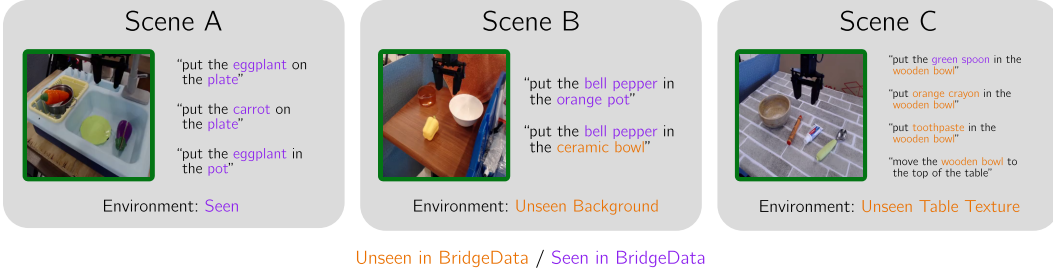 Scene A
“put the eggplant on
the plate”
“put the carrot on
the plate”
“put the eggplant in
the pot”
Environment: Seen
Scene B
“put the bell pepper in
the orange pot”
“put the bell pepper in
the ceramic bowl”
Environment: Unseen Background
Scene C
“put the green spoon in the
wooden bowl”
“put orange crayon in the
wooden bowl”
“put toothpaste in the
wooden bowl”
“move the wooden bowl to
the top of the table”
Environment: Unseen Table Texture
Unseen in BridgeData / Seen in BridgeData